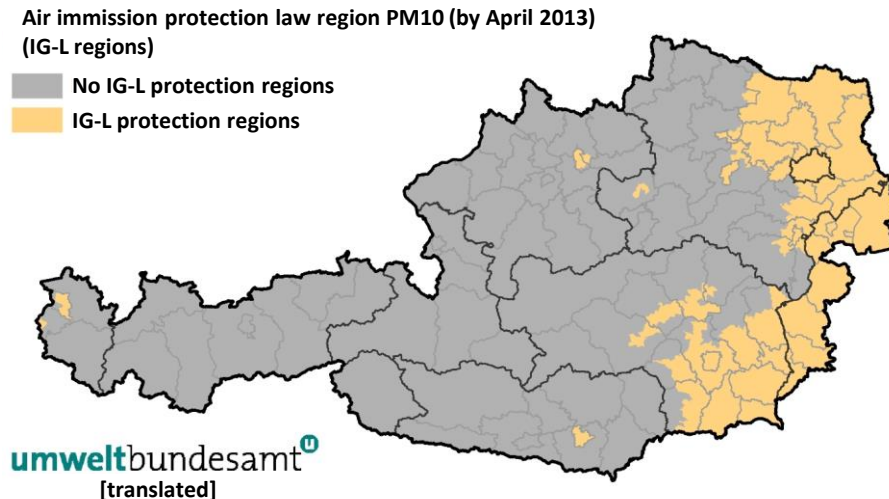 Air immission protection law region PM10 (by April 2013)
(IG-L regions)
No IG-L protection regions
IG-L protection regions
umweltbundesamt u
[translated]